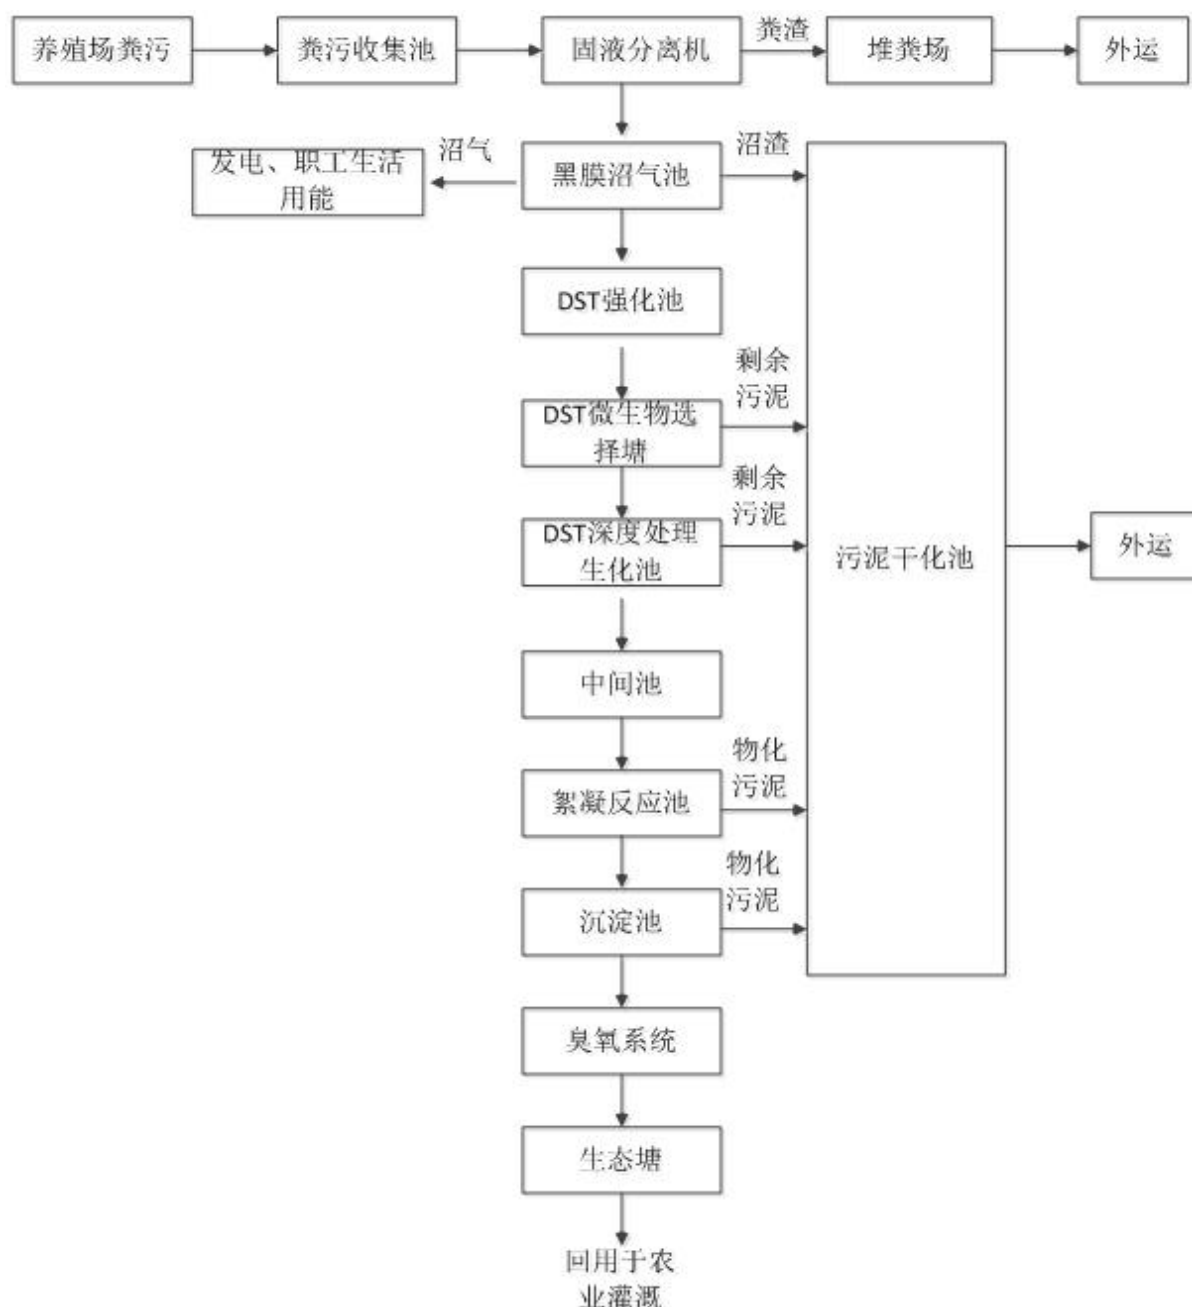 养殖场粪污
粪污收集池
固液分离机
粪渣
堆粪场
外运
沼气
发电、职工生活
用能
黑膜沼气池
沼渣
DST强化池
剩余
污泥
DST微生物选
择塘
剩余
污泥
DST深度处理
生化池
污泥干化池
外运
中间池
物化
污泥
絮凝反应池
物化
污泥
沉淀池
臭氧系统
生态塘
回用于农
业灌溉